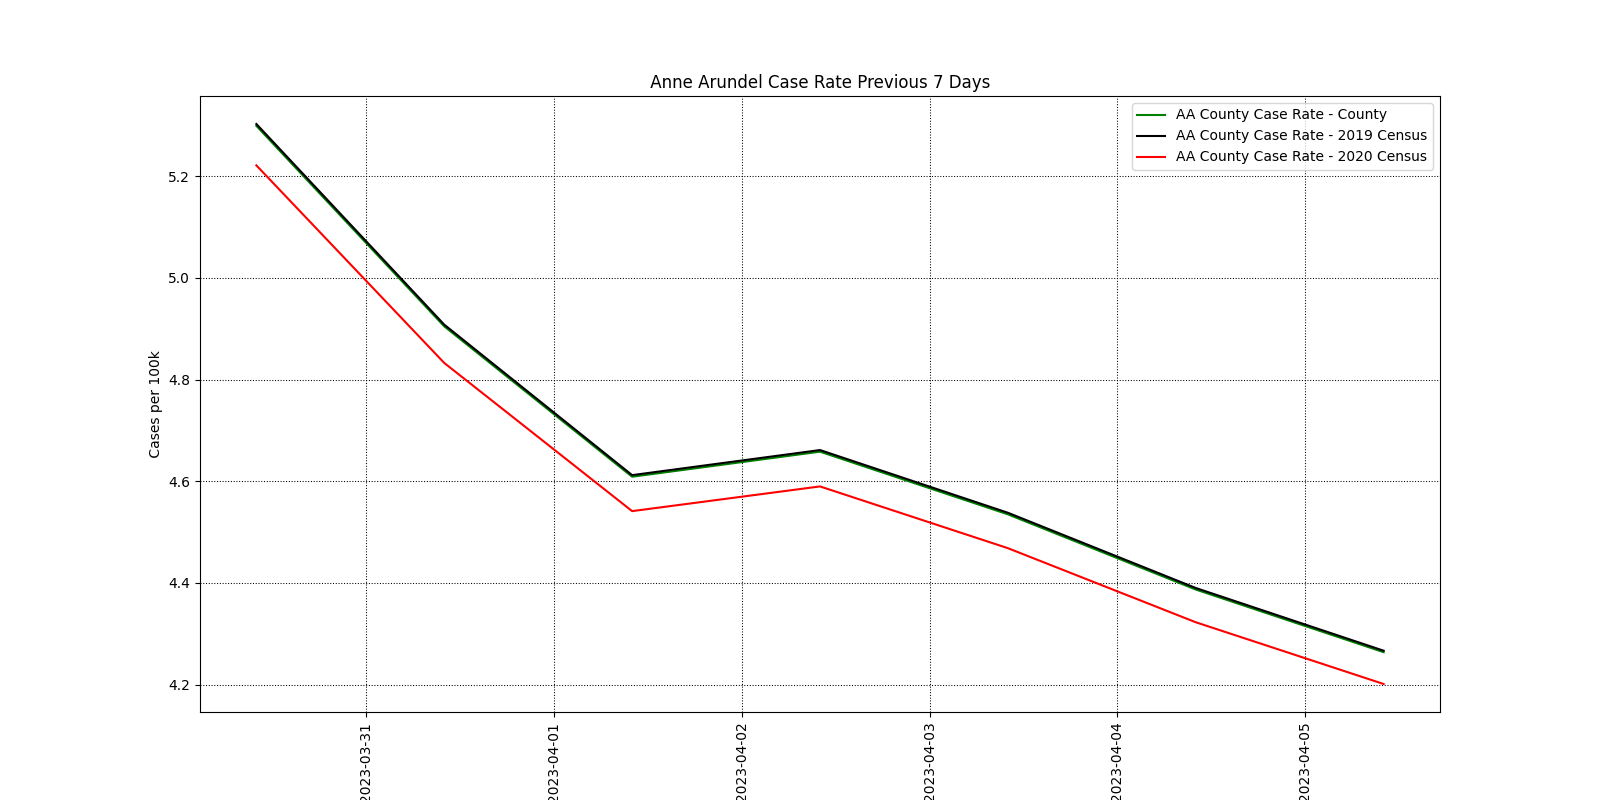 Anne Arundel Case Rate Previous 7 Days
AA County Case Rate - County
AA County Case Rate - 2019 Census
AA County Case Rate - 2020 Census
Cases per 100k
5.2
5.0
4.8
4.6
4.4
4.2
2023-03-31
2023-04-01
2023-04-02
2023-04-03
2023-04-04
2023-04-05